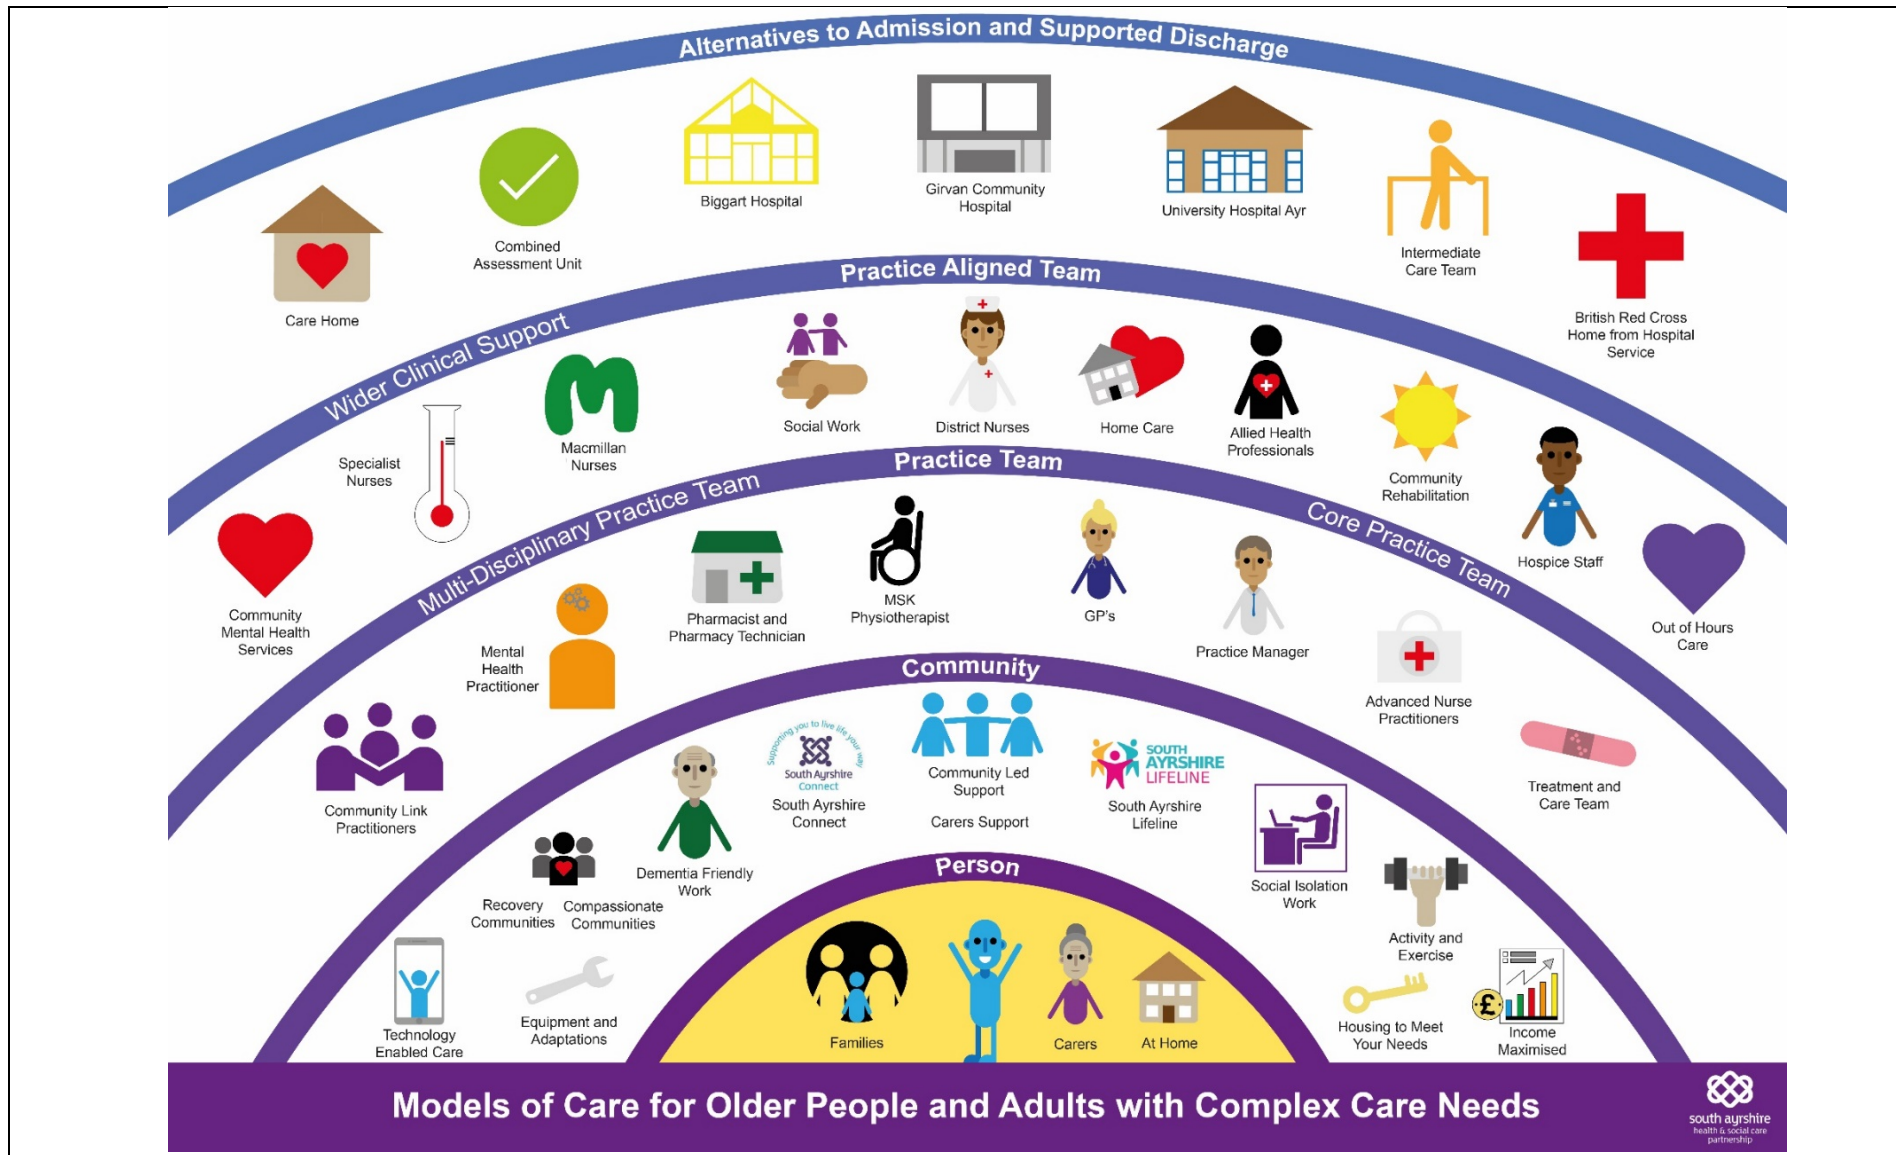 Alternatives to Admission and Supported Discharge
Care Home
Combined
Assessment Unit
Biggart Hospital
Girvan Community
Hospital
University Hospital Ayr
Intermediate
Care Team
British Red Cross
Home from Hospital
Service
Wider Clinical Support
Practice Aligned Team
Community
Mental Health
Services
Specialist
Nurses
Macmillan
Nurses
Social Work
District Nurses
Home Care
Allied Health
Professionals
Community
Rehabilitation
Hospice Staff
Out of Hours
Care
Multi-Disciplinary Practice Team
Practice Team
Core Practice Team
Community Link
Practitioners
Mental
Health
Practitioner
Pharmacist and
Pharmacy Technician
MSK
Physiotherapist
GP's
Practice Manager
Advanced Nurse
Practitioners
Treatment and
Care Team
Community
Technology
Enabled Care
Equipment and
Adaptations
Recovery
Communities
Compassionate
Communities
Dementia Friendly
Work
Supporting you to live life your way
South Ayrshire
Connect
South Ayrshire
Connect
Community Led
Support
Carers Support
SOUTH
AYRSHIRE
LIFELINE
South Ayrshire
Lifeline
Social Isolation
Work
Activity and
Exercise
Housing to Meet
Your Needs
£
Income
Maximised
Person
Families
Carers
At Home
Models of Care for Older People and Adults with Complex Care Needs
south ayrshire
health & social care
partnership